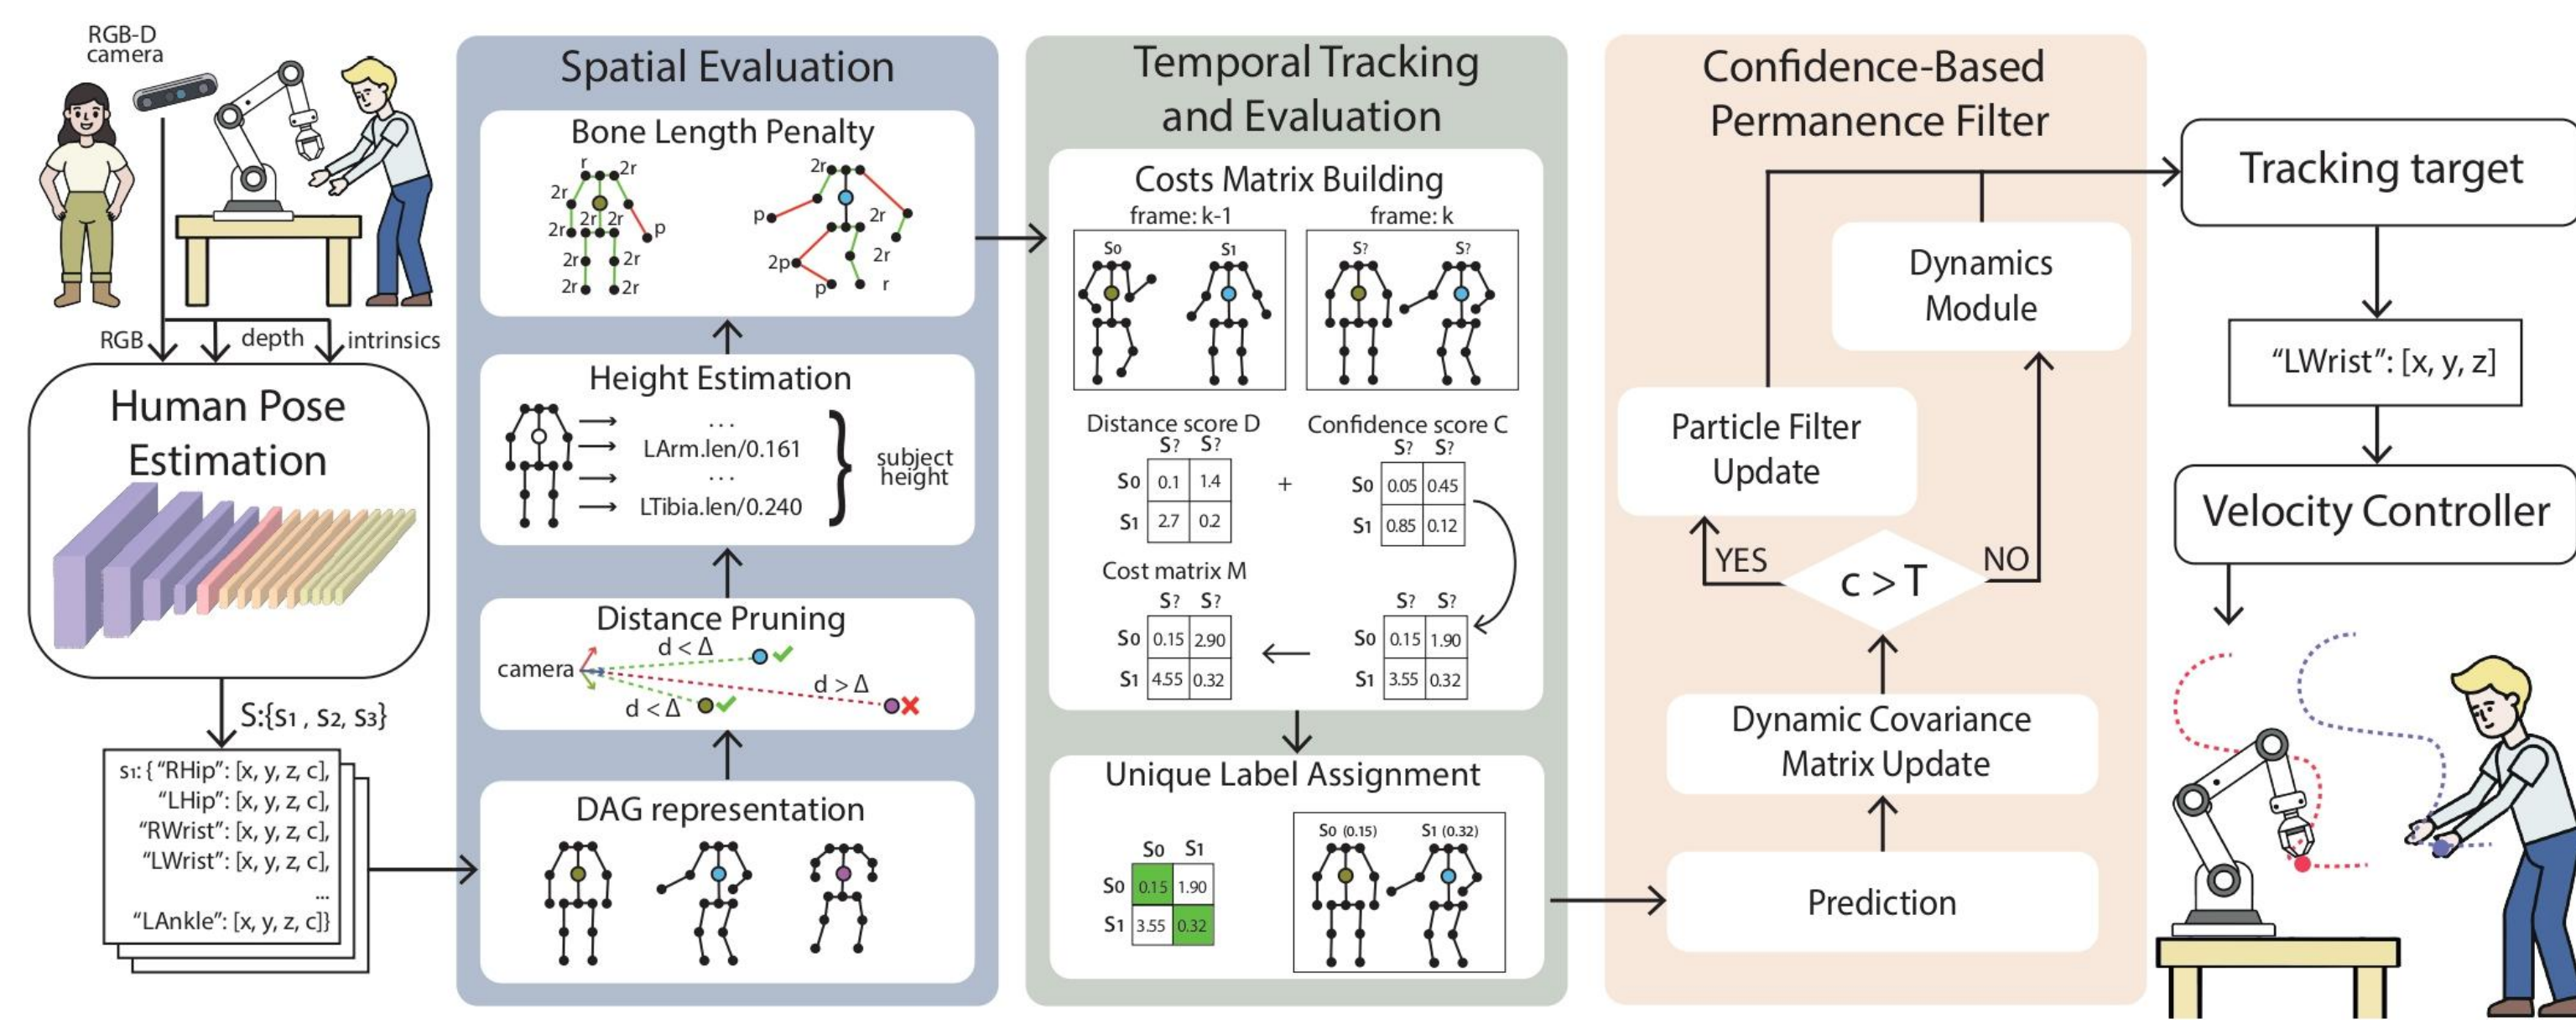 RGB-D
camera
RGB
depth
intrinsics
Human Pose
Estimation
S:{s1 , s2, s3}
s1: { “RHip”: [x, y, z, c],
“LHip”: [x, y, z, c],
“RWrist”: [x, y, z, c],
“LWrist”: [x, y, z, c],
...
“LAnkle”: [x, y, z, c]}
Spatial Evaluation
Bone Length Penalty
r
2r
2r
2r
2r
2r
p
2r
2r
2r
2r
2r
p
2r
2p
2r
p
r
Height Estimation
...
LArm.len/0.161
...
LTibia.len/0.240
subject
height
Distance Pruning
d < Δ
camera
d > Δ
d < Δ
DAG representation
Temporal Tracking
and Evaluation
Costs Matrix Building
frame: k-1
frame: k
S0
S1
S?
S?
Distance score D
S? S?
S0 0.1 1.4
S1 2.7 0.2
+
Confidence score C
S? S?
S0 0.05 0.45
S1 0.85 0.12
Cost matrix M
S? S?
S0 0.15 2.90
S1 4.55 0.32
S? S?
S0 0.15 1.90
S1 3.55 0.32
Unique Label Assignment
S0 S1
S0 0.15 1.90
S1 3.55 0.32
S0 (0.15)
S1 (0.32)
Confidence-Based
Permanence Filter
Dynamics
Module
Particle Filter
Update
YES
c > T
NO
Dynamic Covariance
Matrix Update
Prediction
Tracking target
“LWrist”: [x, y, z]
Velocity Controller